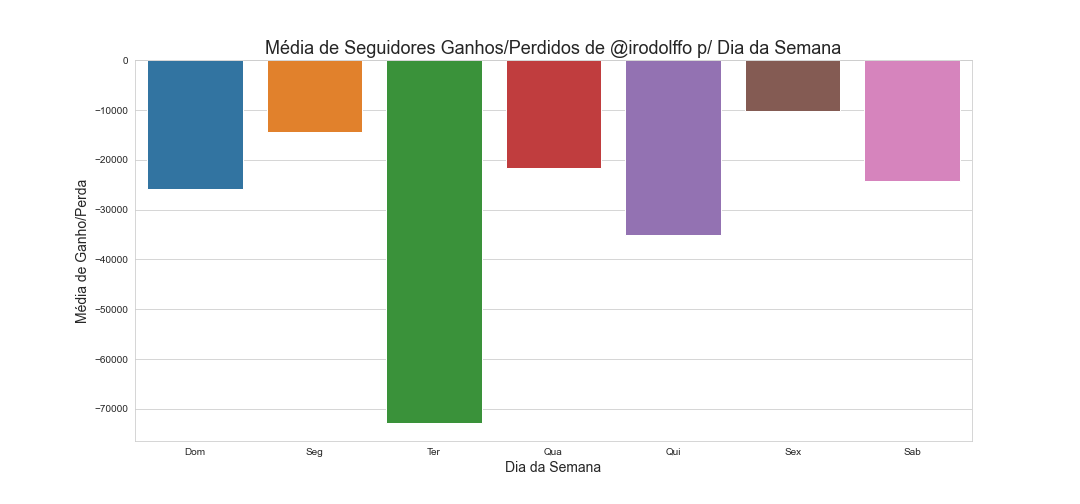 Média de Seguidores Ganhos/Perdidos de @irodolffo p/ Dia da Semana
Média de Ganho/Perda
0
−10000
−20000
−30000
−40000
−50000
−60000
−70000
Dom
Seg
Ter
Qua
Qui
Sex
Sab
Dia da Semana